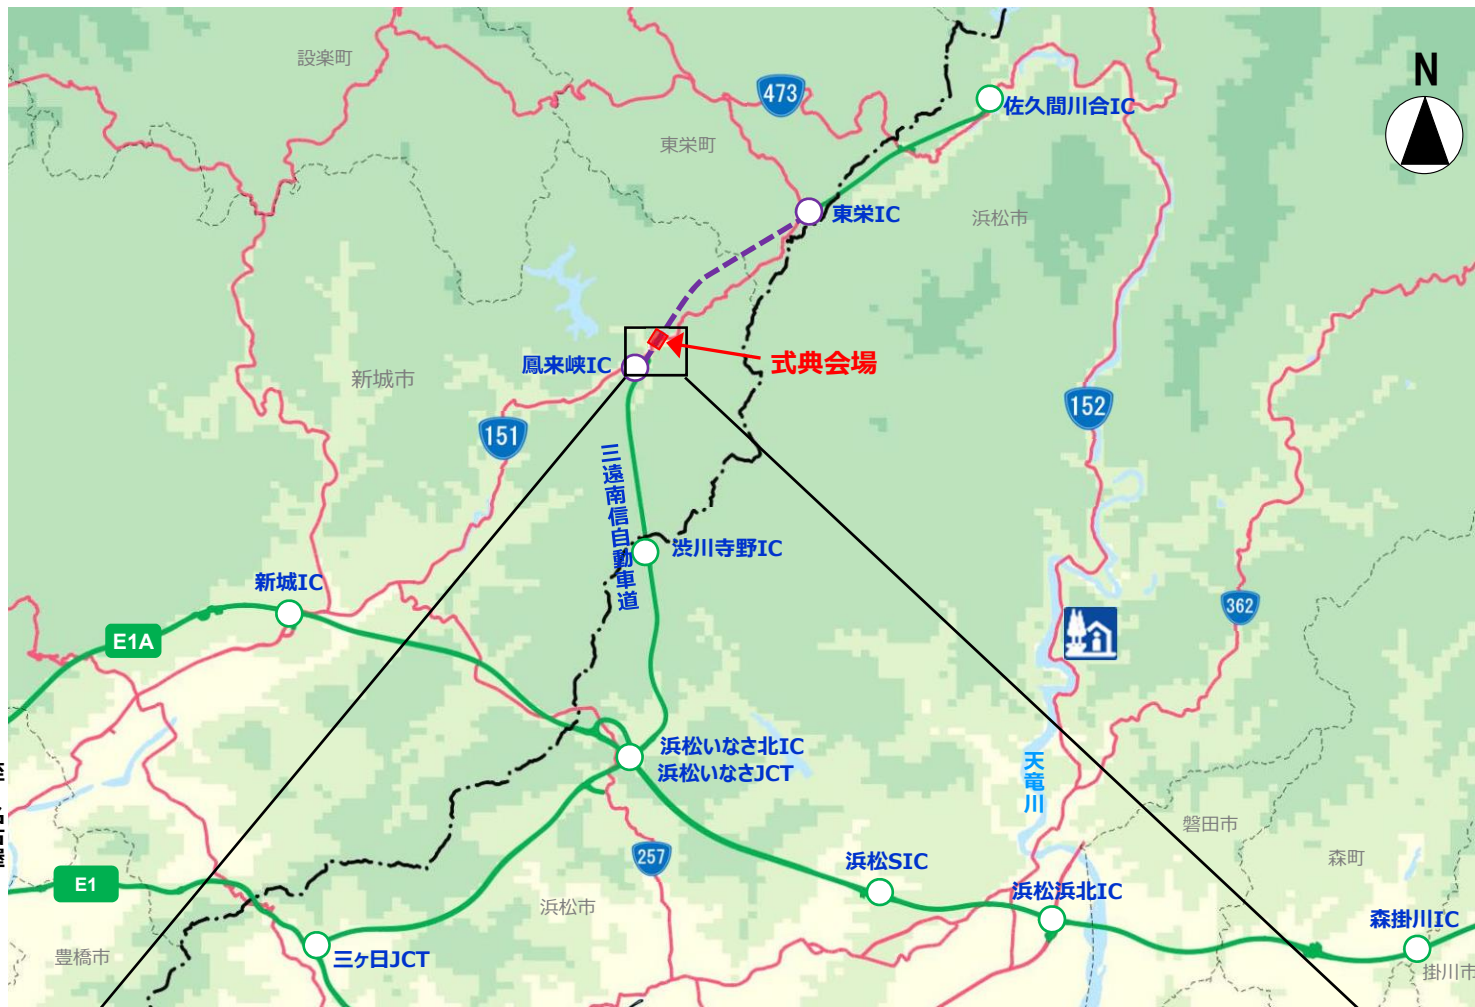 設楽町
N
473
佐久間川合IC
東栄町
東栄IC
浜松市
鳳来峡IC
式典会場
新城市
151
152
三遠南信自動車道
渋川寺野IC
新城IC
E1A
362
浜松いなさ北IC
浜松いなさJCT
天竜川
磐田市
森町
257
浜松SIC
E1
浜松浜北IC
浜松市
森掛川IC
豊橋市
三ヶ日JCT
掛川市